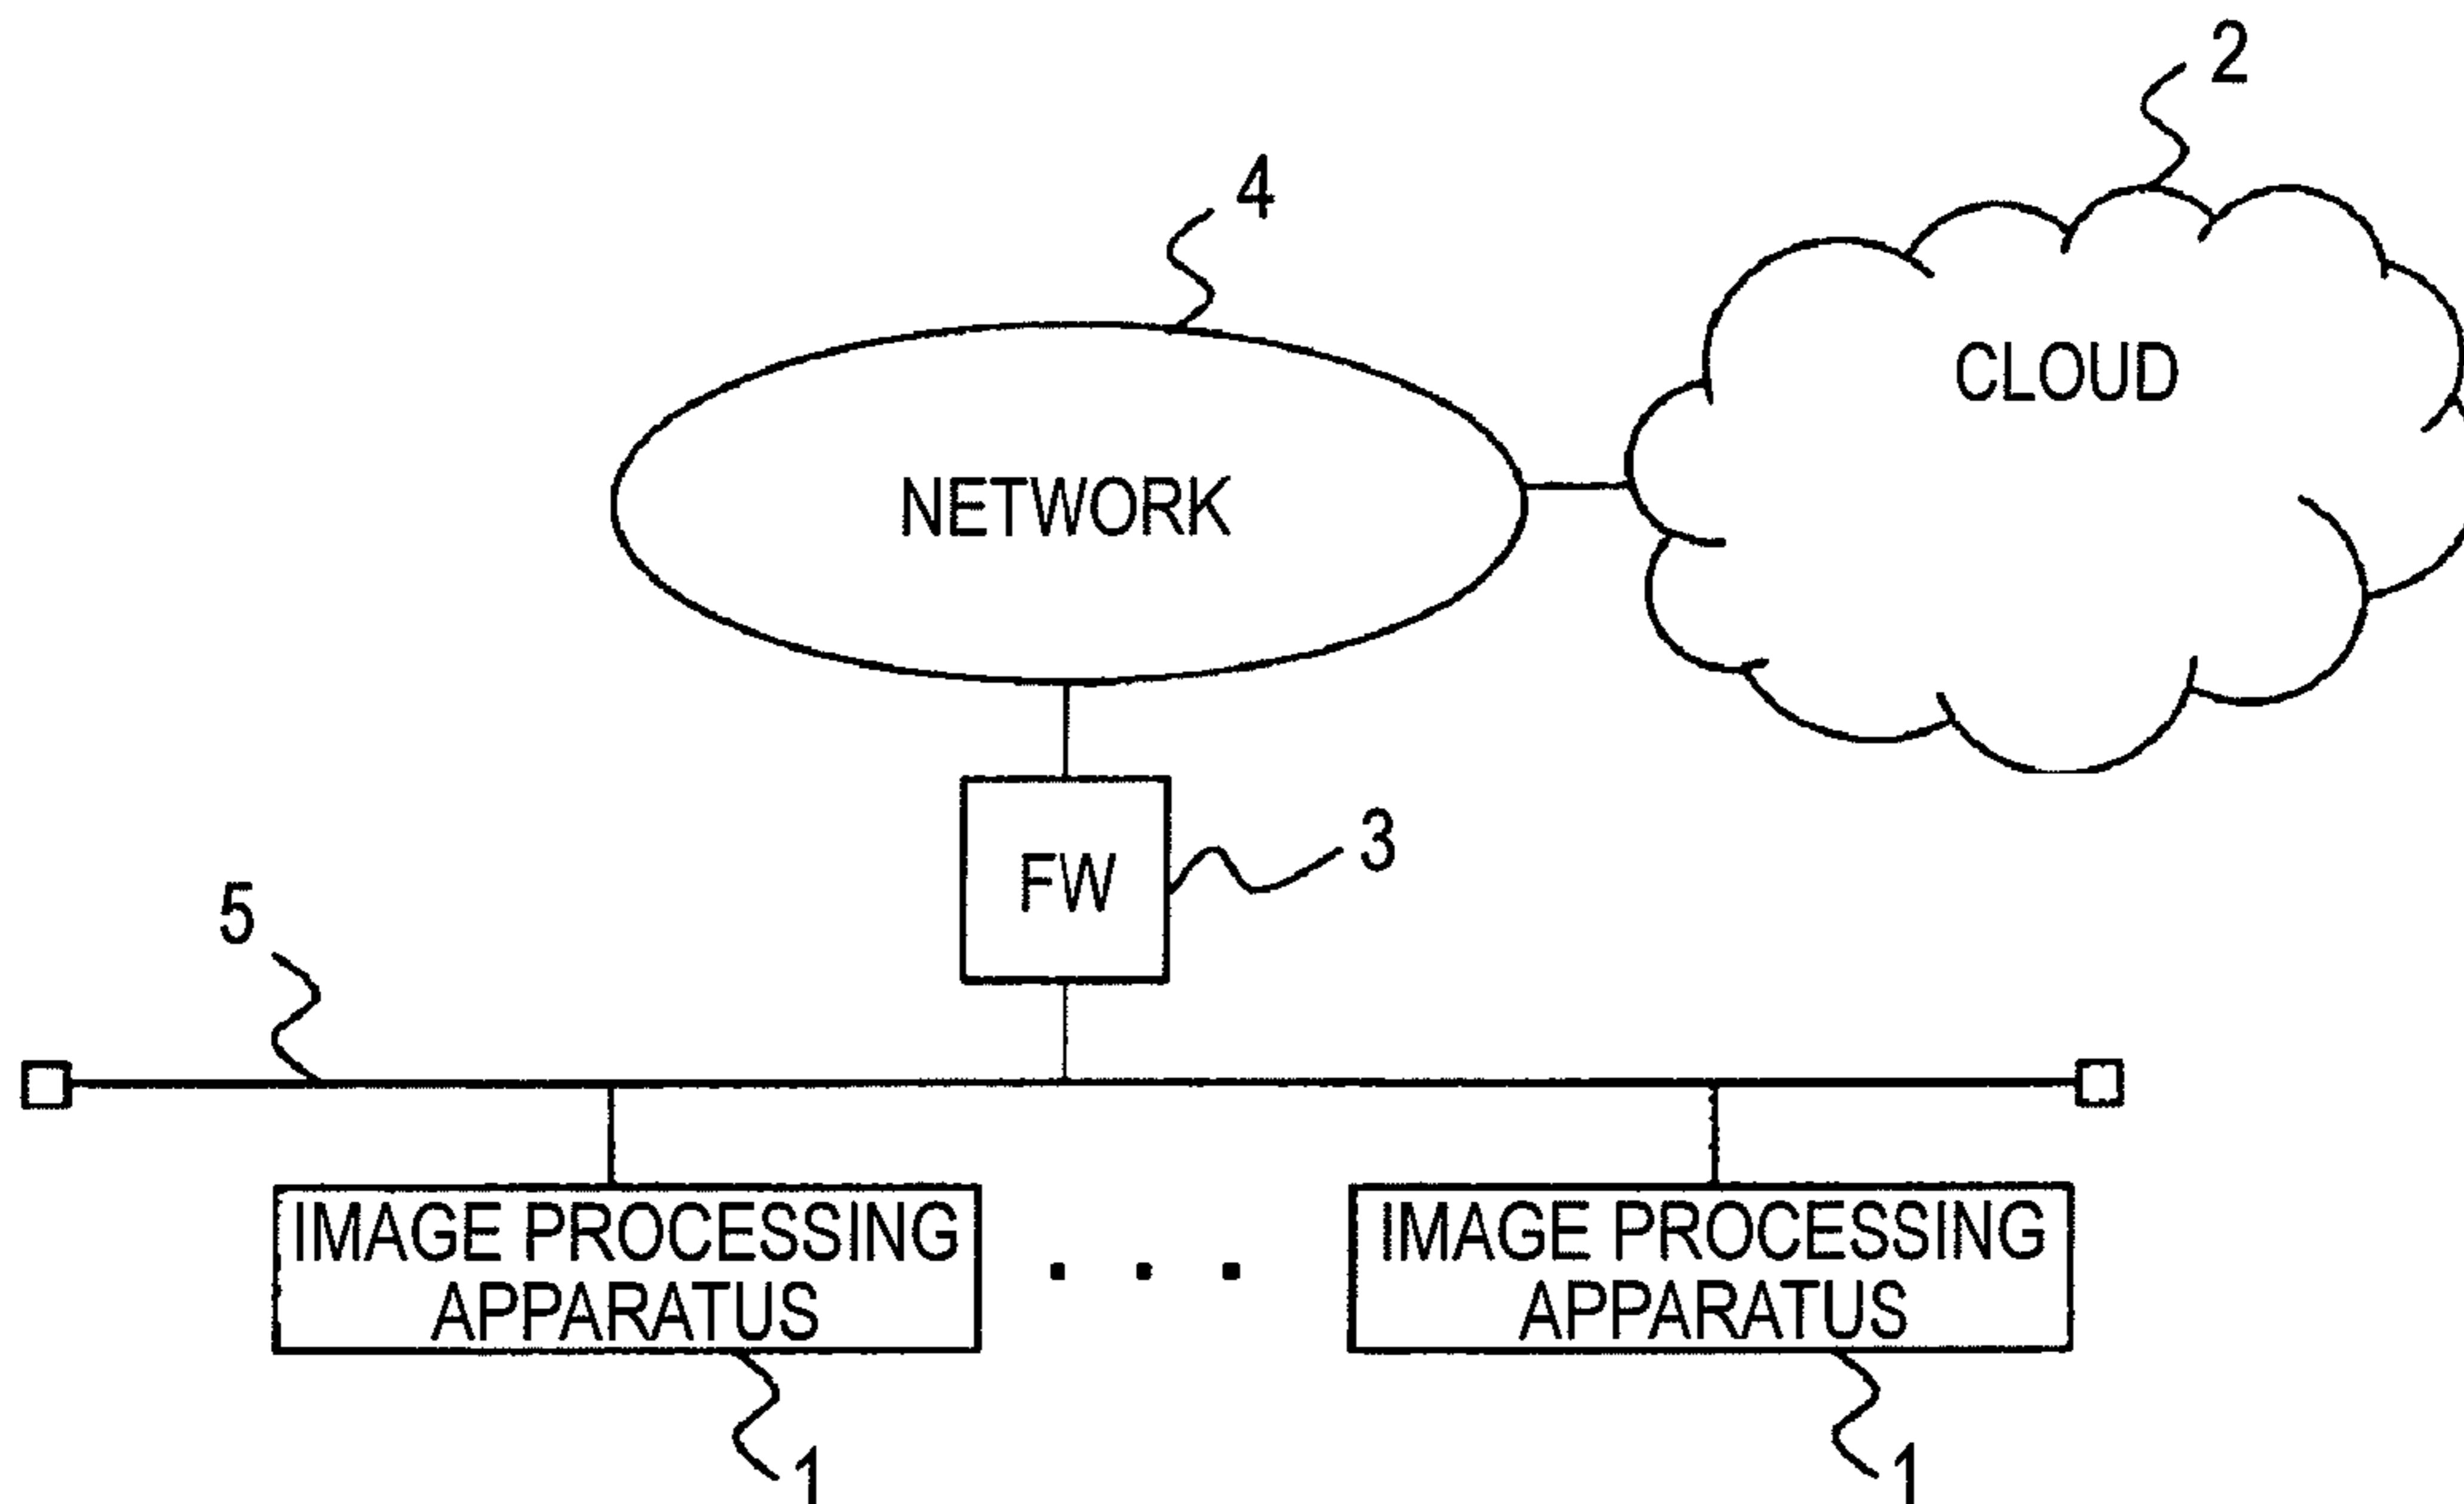 2
4
CLOUD
NETWORK
FW
3
5
IMAGE PROCESSING
APPARATUS
. . .
IMAGE PROCESSING
APPARATUS
1
1